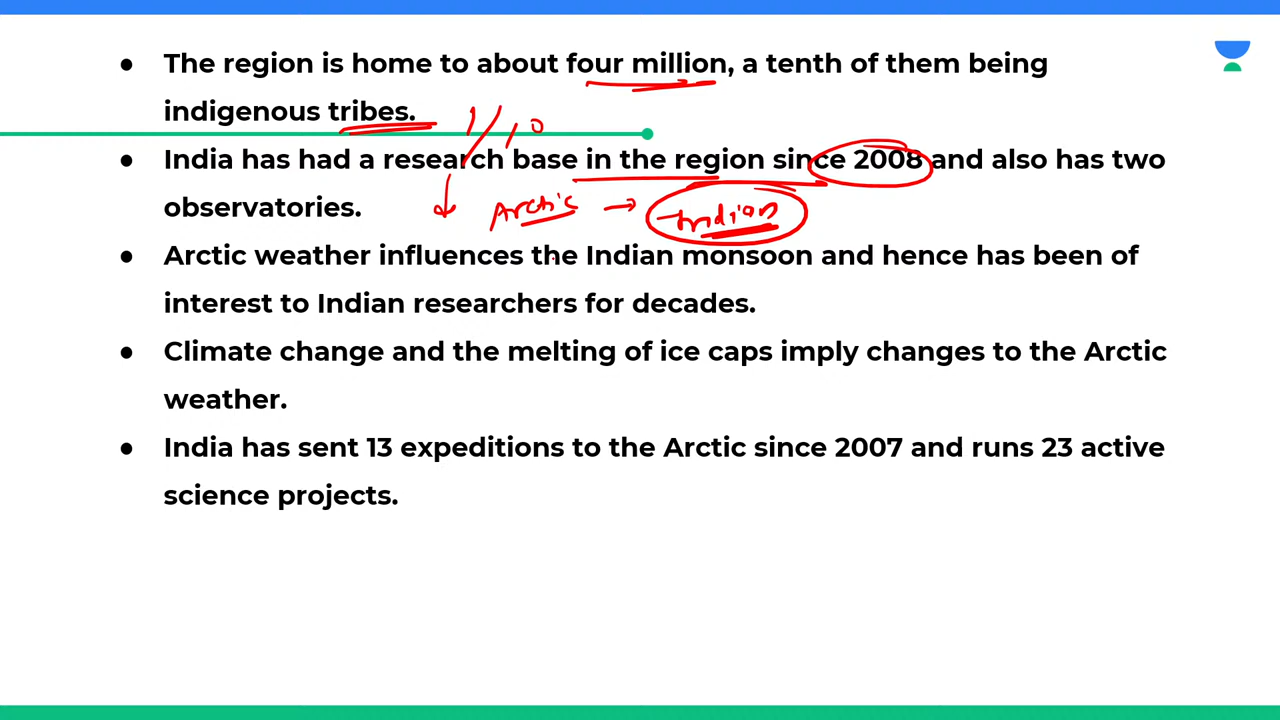 ● The region is home to about four million, a tenth of them being
indigenous tribes.
1/10
● India has had a research base in the region since 2008 and also has two
observatories.
Arctic → Indian
● Arctic weather influences the Indian monsoon and hence has been of
interest to Indian researchers for decades.
● Climate change and the melting of ice caps imply changes to the Arctic
weather.
● India has sent 13 expeditions to the Arctic since 2007 and runs 23 active
science projects.